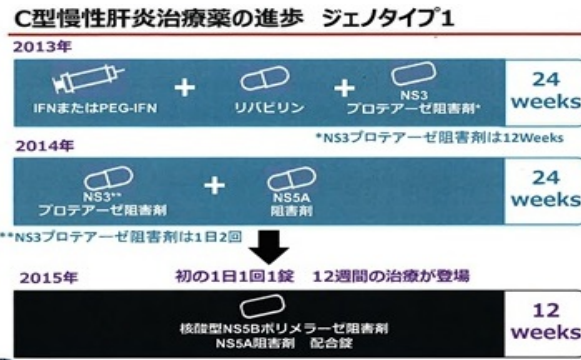 C型慢性肝炎治療薬の進歩 ジェノタイプ1
2013年
IFNまたはPEG-IFN
+
リバビリン
+
NS3
プロテアーゼ阻害剤*
24
weeks
*NS3プロテアーゼ阻害剤は12Weeks
2014年
NS3**
プロテアーゼ阻害剤
+
NS5A
阻害剤
24
weeks
**NS3プロテアーゼ阻害剤は1日2回
2015年 初の1日1回1錠 12週間の治療が登場
核酸型NS5Bポリメラーゼ阻害剤
NS5A阻害剤 配合錠
12
weeks